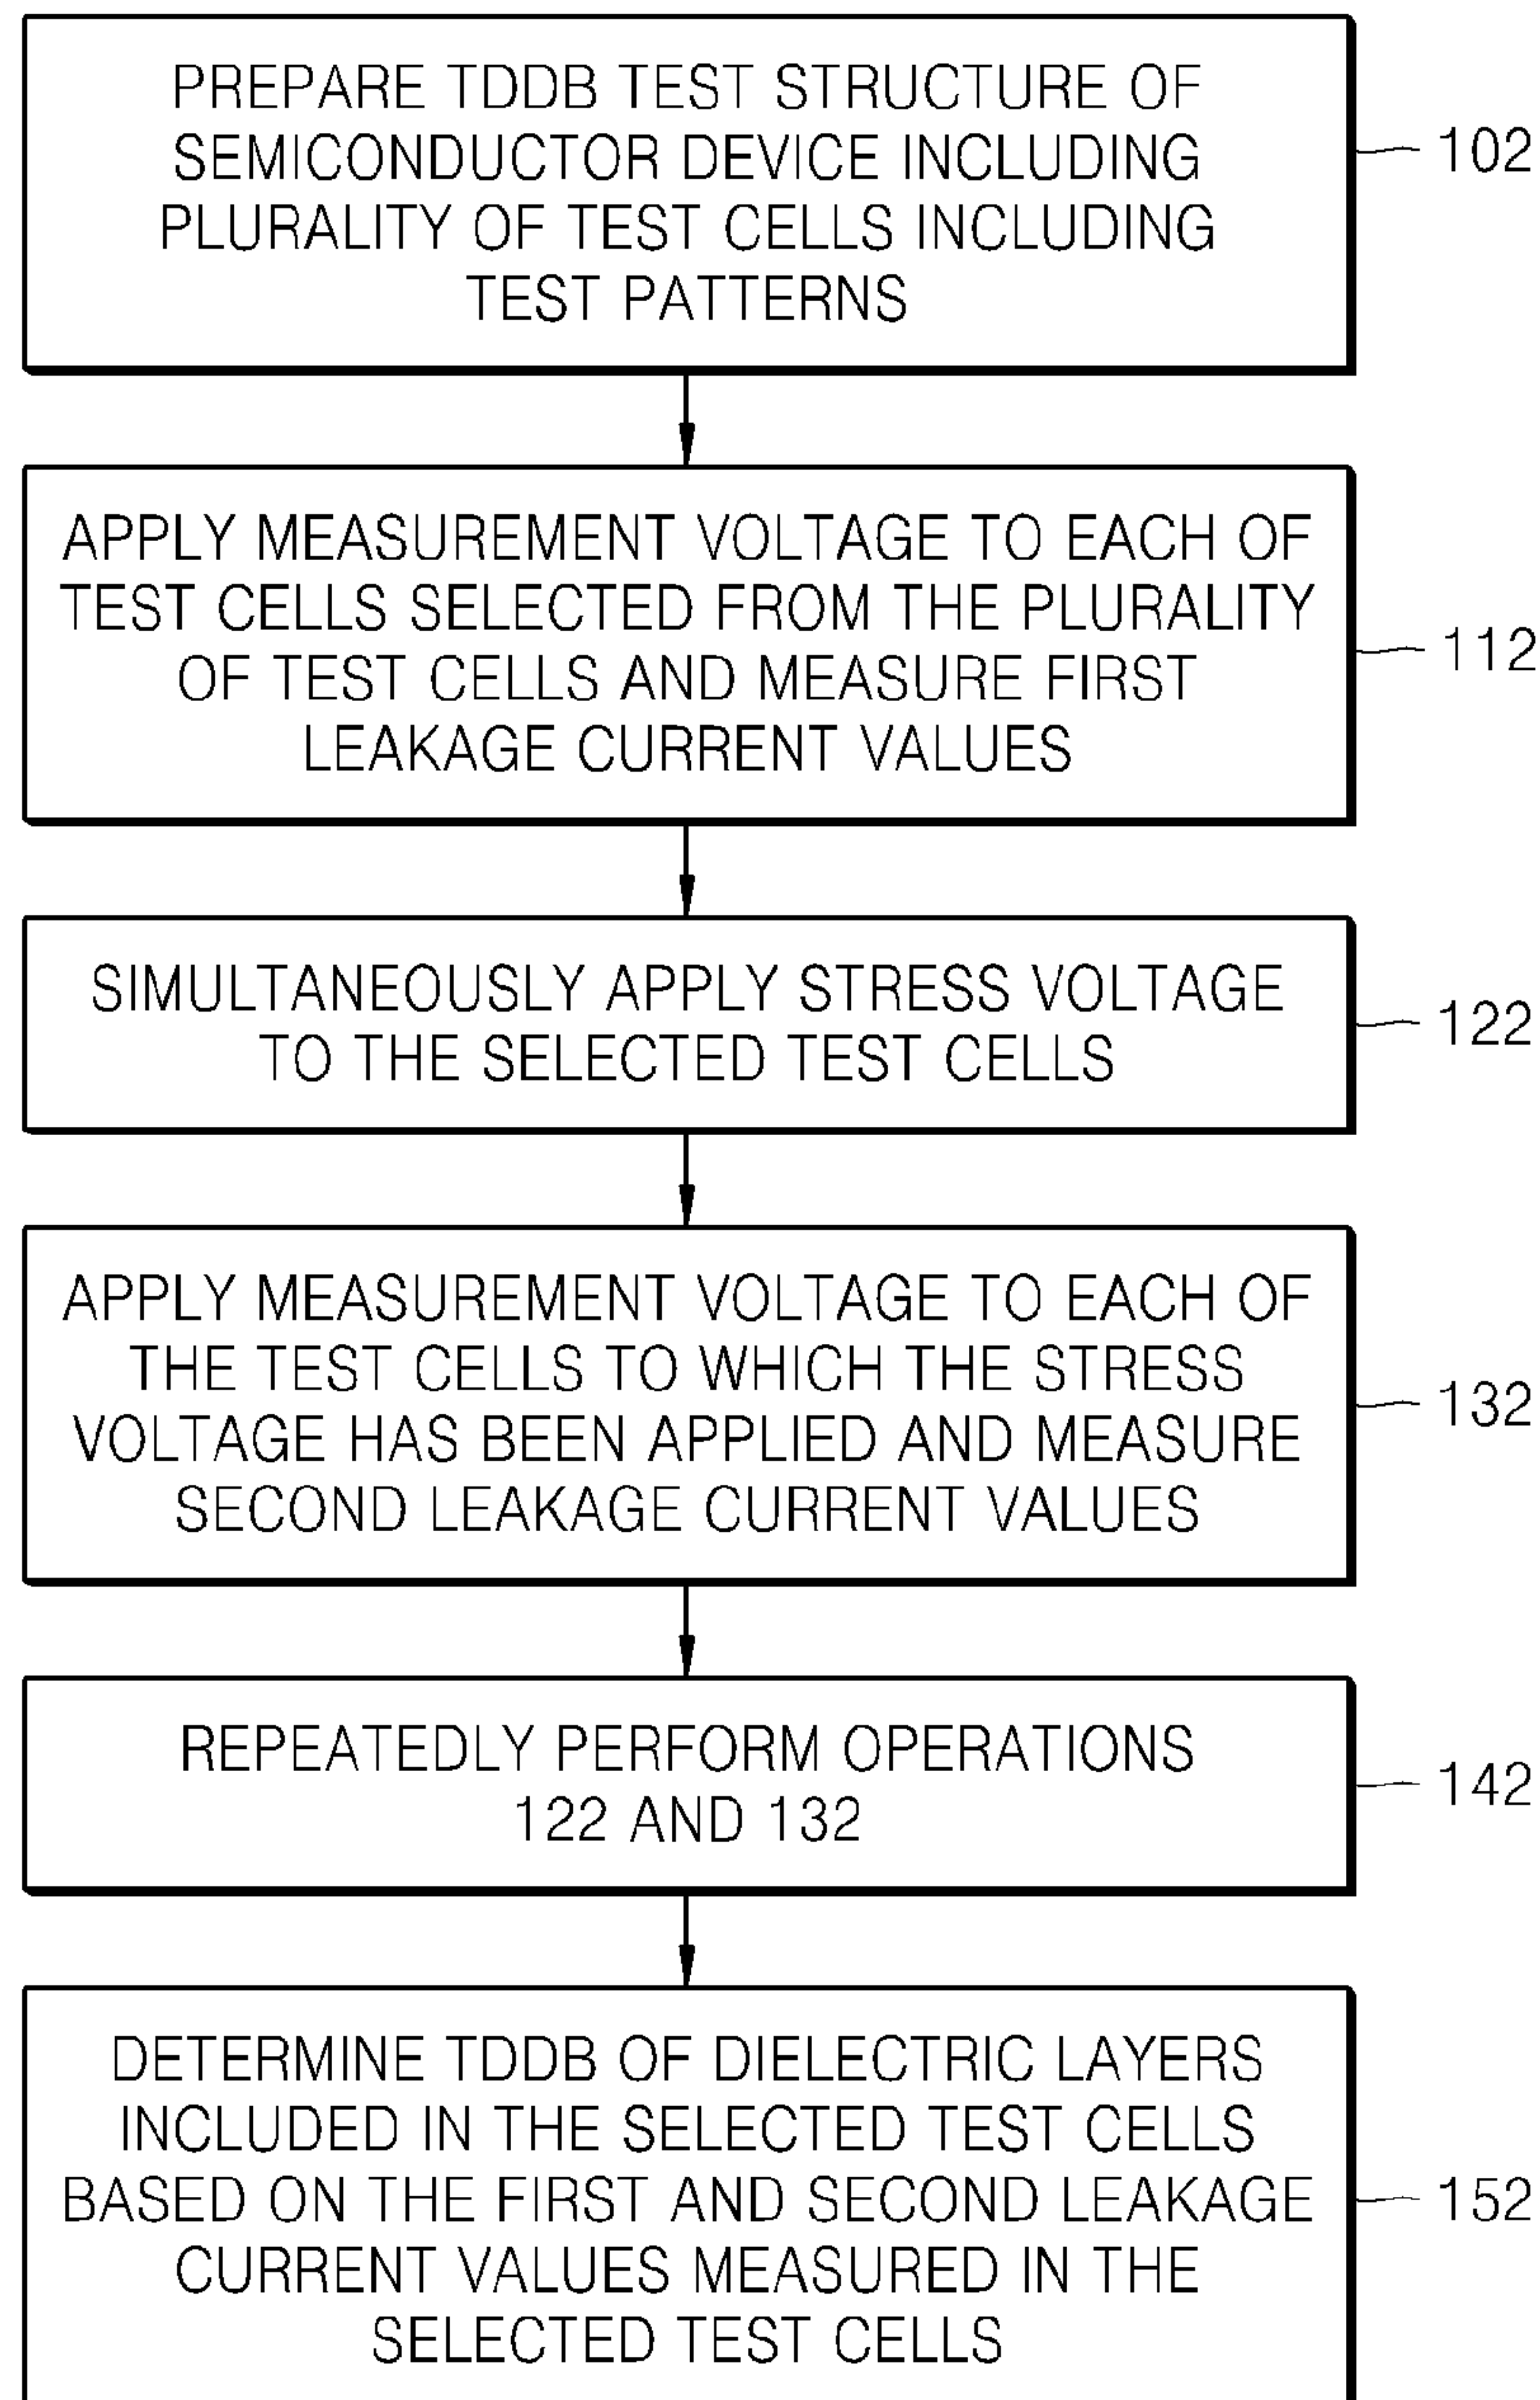 PREPARE TDDB TEST STRUCTURE OF
SEMICONDUCTOR DEVICE INCLUDING
PLURALITY OF TEST CELLS INCLUDING
TEST PATTERNS
102
APPLY MEASUREMENT VOLTAGE TO EACH OF
TEST CELLS SELECTED FROM THE PLURALITY
OF TEST CELLS AND MEASURE FIRST
LEAKAGE CURRENT VALUES
112
SIMULTANEOUSLY APPLY STRESS VOLTAGE
TO THE SELECTED TEST CELLS
122
APPLY MEASUREMENT VOLTAGE TO EACH OF
THE TEST CELLS TO WHICH THE STRESS
VOLTAGE HAS BEEN APPLIED AND MEASURE
SECOND LEAKAGE CURRENT VALUES
132
REPEATEDLY PERFORM OPERATIONS
122 AND 132
142
DETERMINE TDDB OF DIELECTRIC LAYERS
INCLUDED IN THE SELECTED TEST CELLS
BASED ON THE FIRST AND SECOND LEAKAGE
CURRENT VALUES MEASURED IN THE
SELECTED TEST CELLS
152